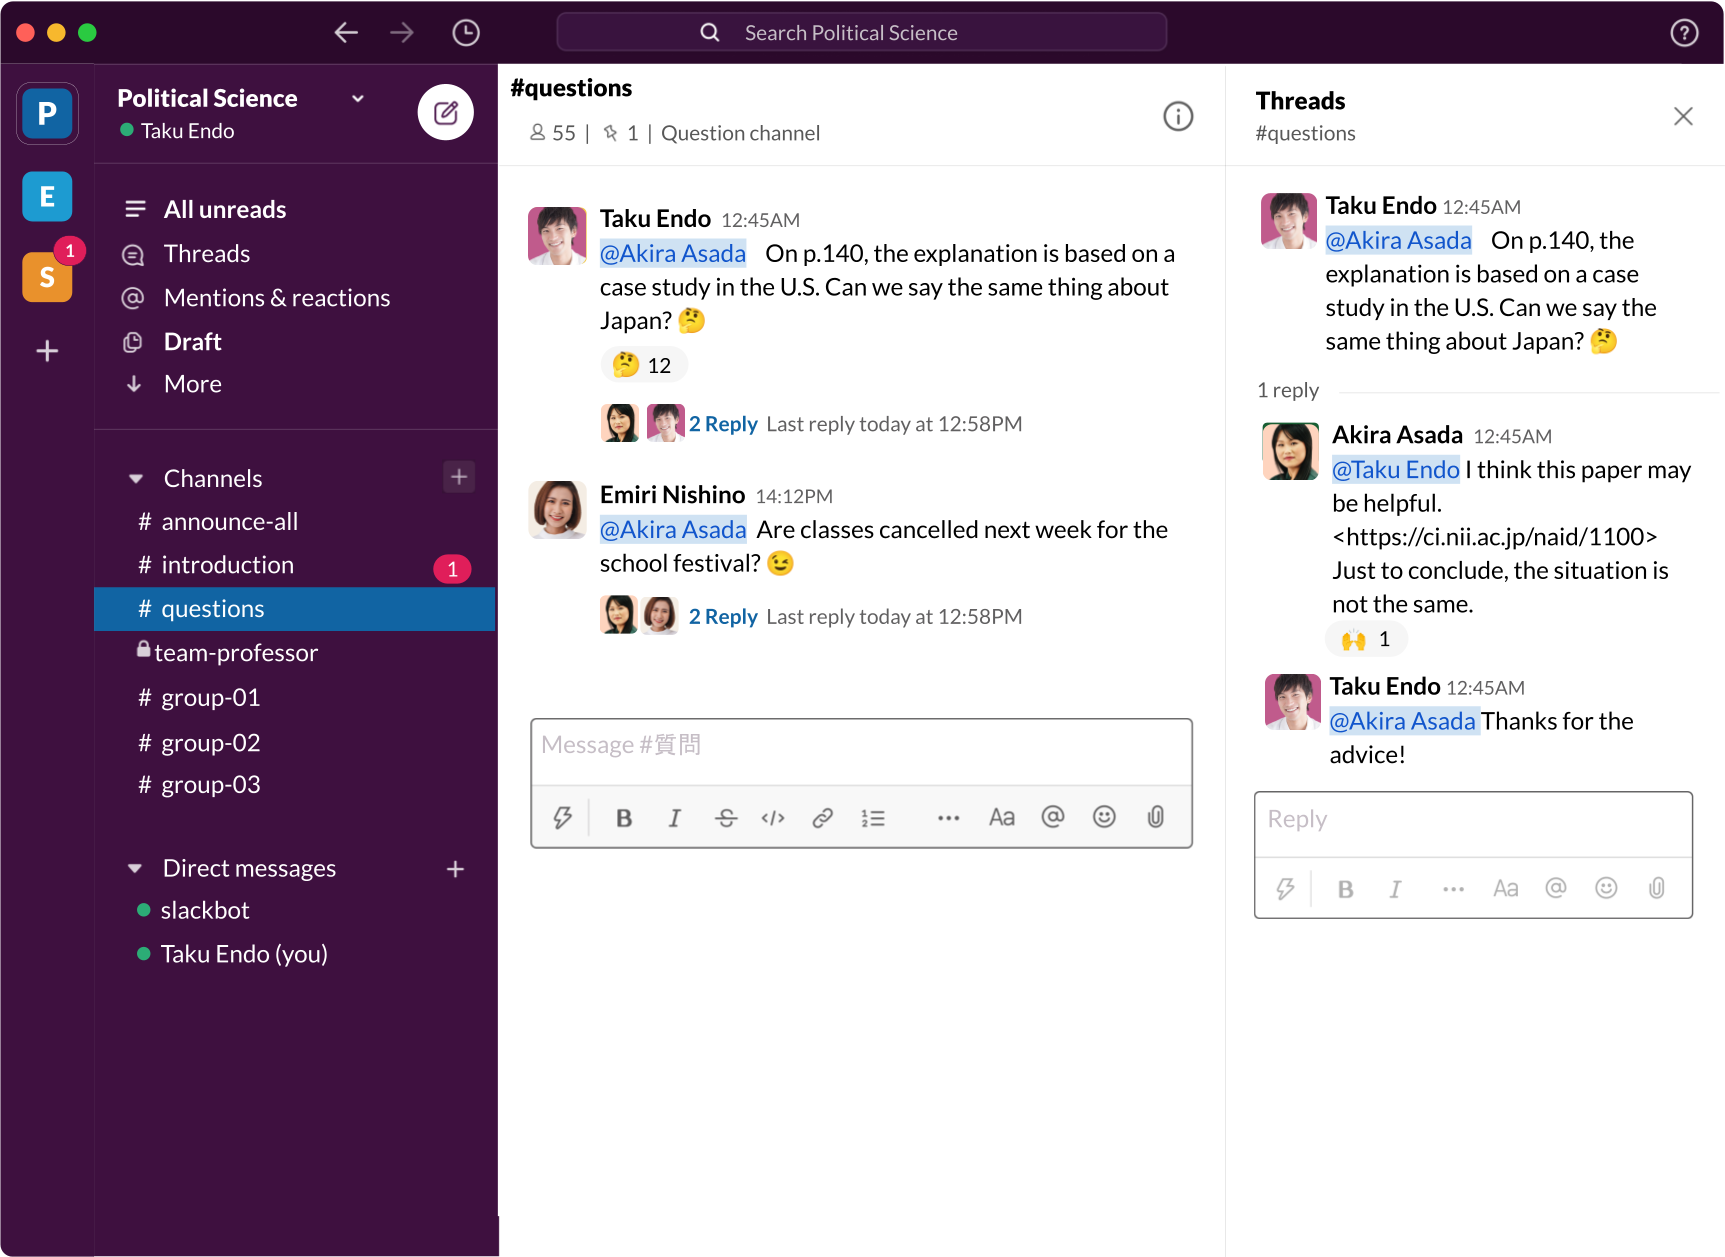 Search Political Science
P
E
S
1
Political Science
Taku Endo
All unreads
Threads
Mentions & reactions
Draft
More
Channels
# announce-all
# introduction
1
# questions
team-professor
# group-01
# group-02
# group-03
Direct messages
slackbot
Taku Endo (you)
#questions
55 | 1 | Question channel
Taku Endo 12:45AM
@Akira Asada On p.140, the explanation is based on a
case study in the U.S. Can we say the same thing about
Japan? 🤔
🤔 12
2 Reply Last reply today at 12:58PM
Emiri Nishino 14:12PM
@Akira Asada Are classes cancelled next week for the
school festival? 😉
2 Reply Last reply today at 12:58PM
Message #質問
B I S </> Aa @
Threads
#questions
Taku Endo 12:45AM
@Akira Asada On p.140, the
explanation is based on a case
study in the U.S. Can we say the
same thing about Japan? 🤔
1 reply
Akira Asada 12:45AM
@Taku Endo I think this paper may
be helpful.
<https://ci.nii.ac.jp/naid/1100>
Just to conclude, the situation is
not the same.
🙌 1
Taku Endo 12:45AM
@Akira Asada Thanks for the
advice!
Reply
B I Aa @